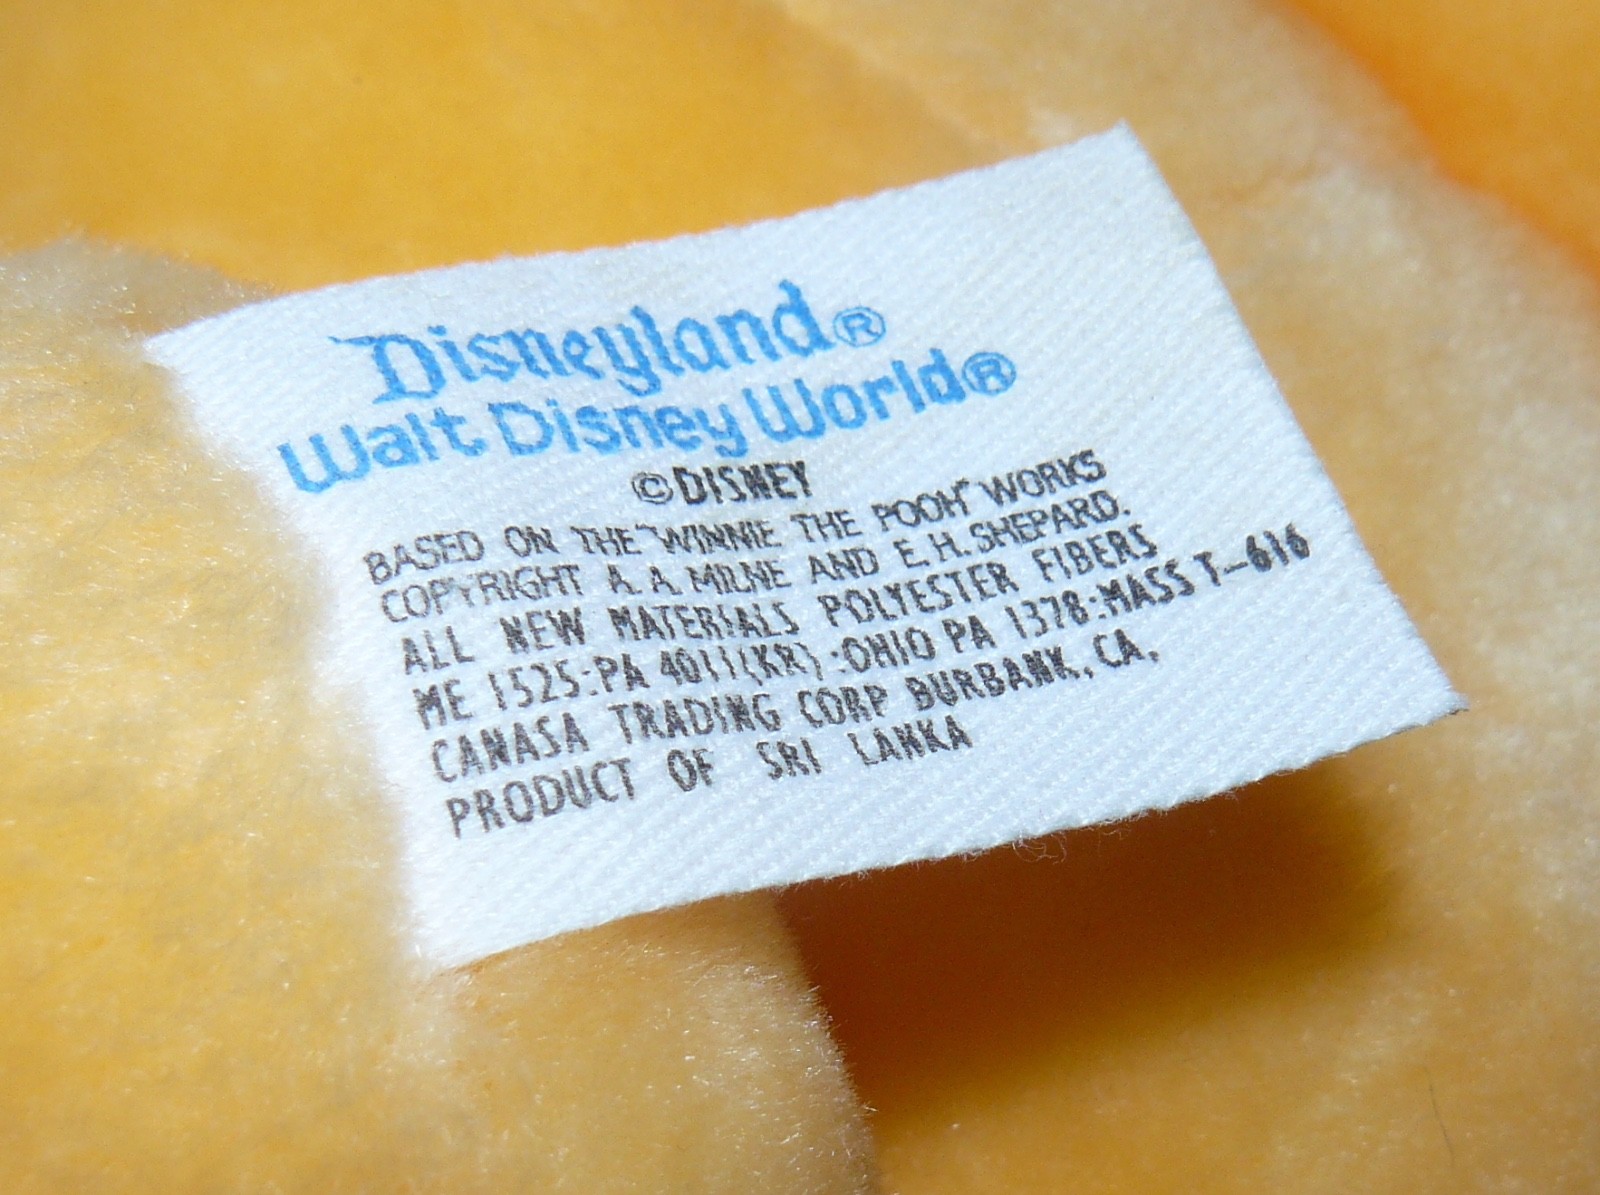 Disneyland®
Walt Disney World®
©DISNEY
BASED ON THE "WINNIE THE POOH" WORKS
COPYRIGHT A. A. MILNE AND E. H. SHEPARD.
ALL NEW MATERIALS POLYESTER FIBERS
ME 1525:PA 4011(KR):OHIO PA 1378:MASS T-616
CANASA TRADING CORP BURBANK, CA,
PRODUCT OF SRI LANKA